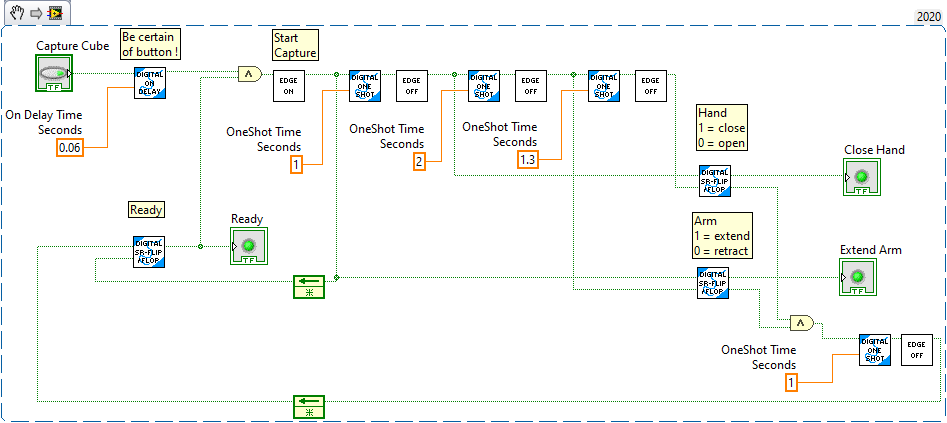 2020
Capture Cube
Be certain
of button !
Start
Capture
TF
DIGITAL
ON
DELAY
∧
EDGE
ON
DIGITAL
ONE
SHOT
EDGE
OFF
DIGITAL
ONE
SHOT
EDGE
OFF
DIGITAL
ONE
SHOT
EDGE
OFF
On Delay Time
Seconds
0.06
OneShot Time
Seconds
1
OneShot Time
Seconds
2
OneShot Time
Seconds
1.3
Hand
1 = close
0 = open
DIGITAL
SR-FLIP
AFLOP
Close Hand
TF
Ready
DIGITAL
SR-FLIP
AFLOP
Ready
TF
Arm
1 = extend
0 = retract
DIGITAL
SR-FLIP
AFLOP
Extend Arm
TF
∧
OneShot Time
Seconds
1
DIGITAL
ONE
SHOT
EDGE
OFF